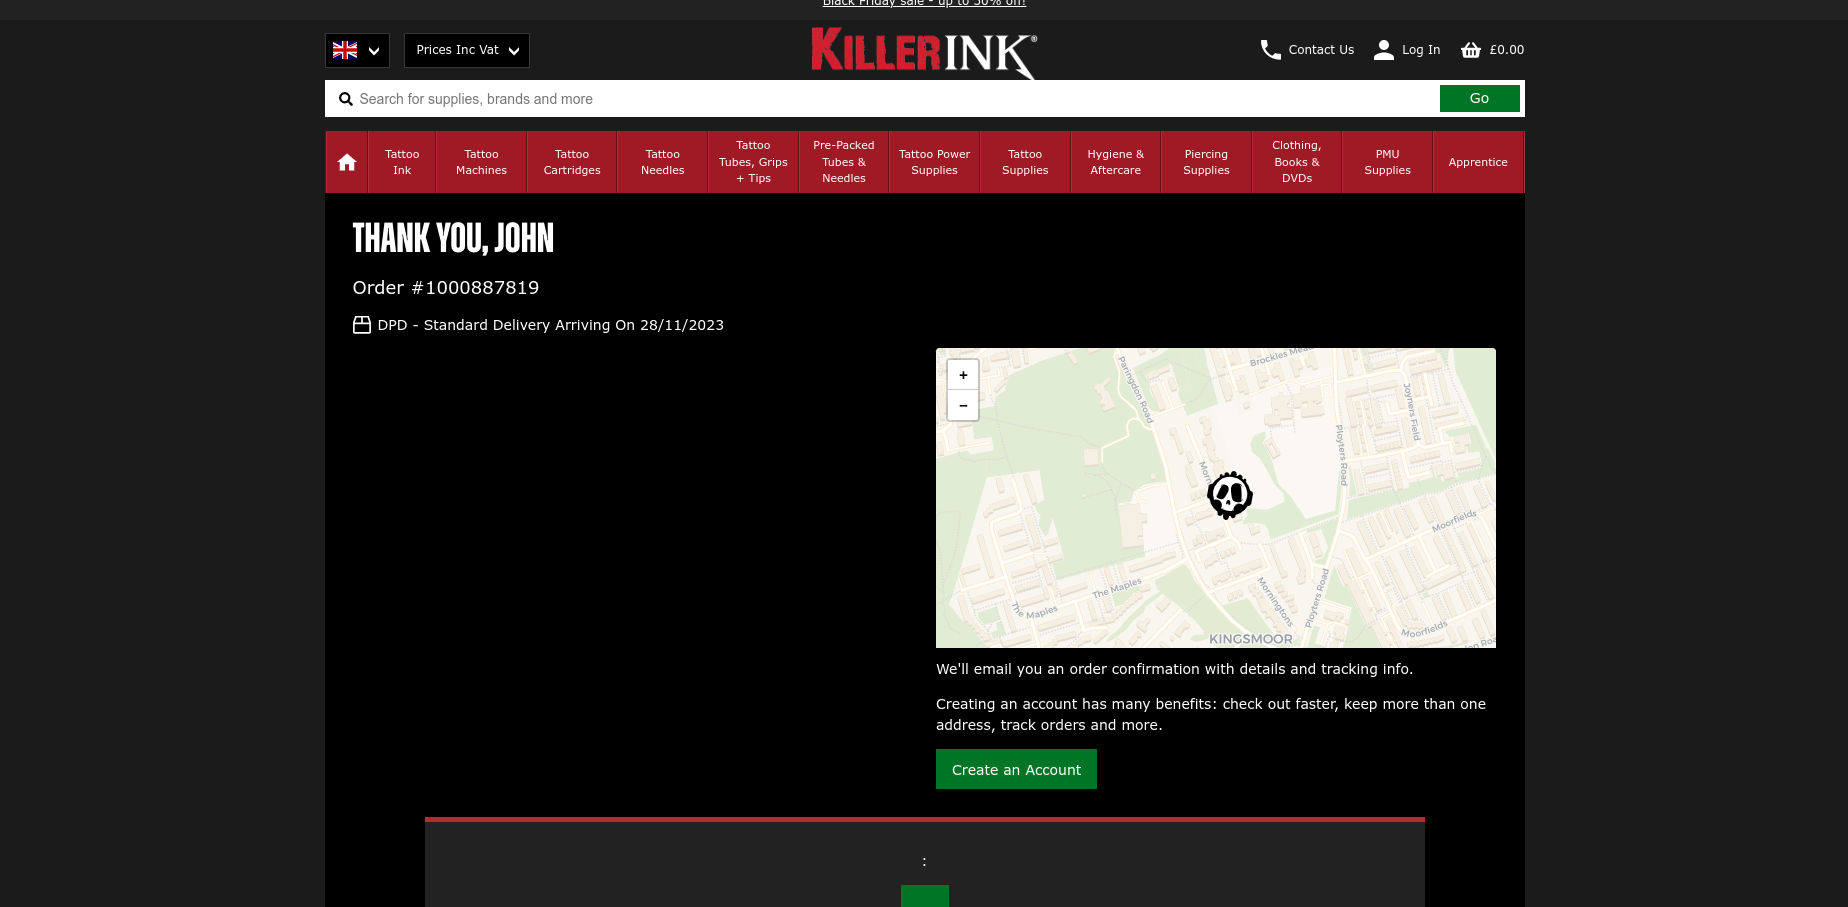 Black Friday sale - up to 50% off!
Prices Inc Vat
KILLERINK®
Contact Us
Log In
£0.00
Search for supplies, brands and more
Go
Tattoo
Ink
Tattoo
Machines
Tattoo
Cartridges
Tattoo
Needles
Tattoo
Tubes, Grips
+ Tips
Pre-Packed
Tubes &
Needles
Tattoo Power
Supplies
Tattoo
Supplies
Hygiene &
Aftercare
Piercing
Supplies
Clothing,
Books &
DVDs
PMU
Supplies
Apprentice
THANK YOU, JOHN
Order #1000887819
DPD - Standard Delivery Arriving On 28/11/2023
+
−
Paringdon Road
Joyners Field
Ployters Road
Moorfields
The Maples
The Maples
Morningtons
Ployters Road
Moorfields
KINGSMOOR
We'll email you an order confirmation with details and tracking info.
Creating an account has many benefits: check out faster, keep more than one
address, track orders and more.
Create an Account
: